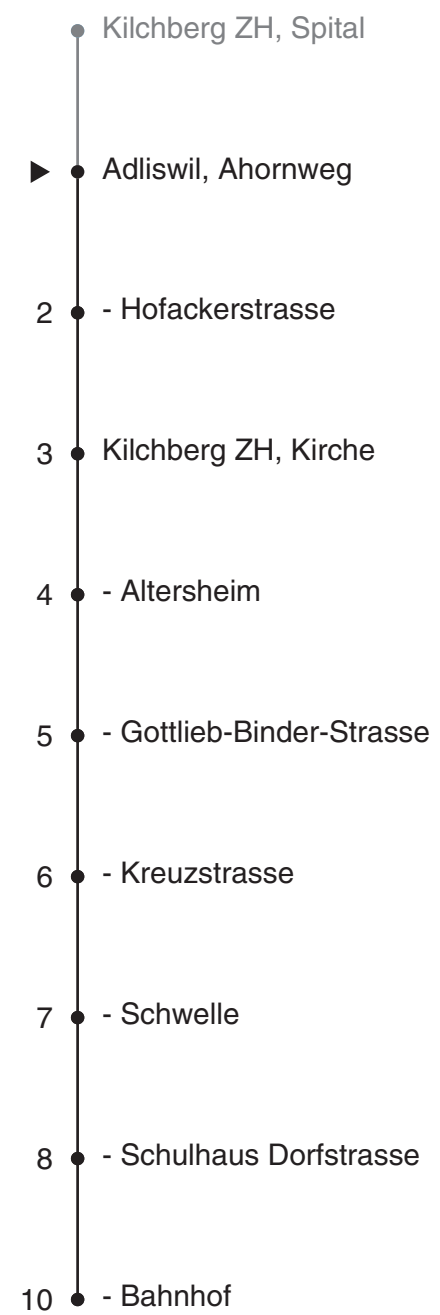 Kilchberg ZH, Spital
Adliswil, Ahornweg
2 - Hofackerstrasse
3 Kilchberg ZH, Kirche
4 - Altersheim
5 - Gottlieb-Binder-Strasse
6 - Kreuzstrasse
7 - Schwelle
8 - Schulhaus Dorfstrasse
10 - Bahnhof